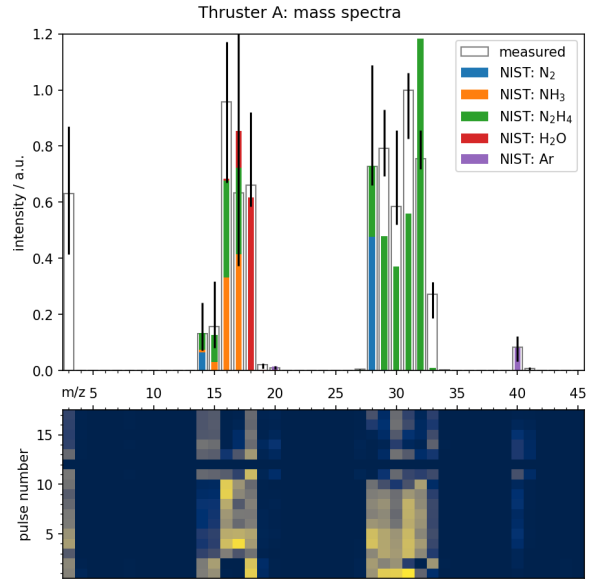 Thruster A: mass spectra
1.2
1.0
0.8
0.6
0.4
0.2
0.0
intensity / a.u.
measured
NIST: N₂
NIST: NH₃
NIST: N₂H₄
NIST: H₂O
NIST: Ar
m/z 5 10 15 20 25 30 35 40 45
15
10
5
pulse number